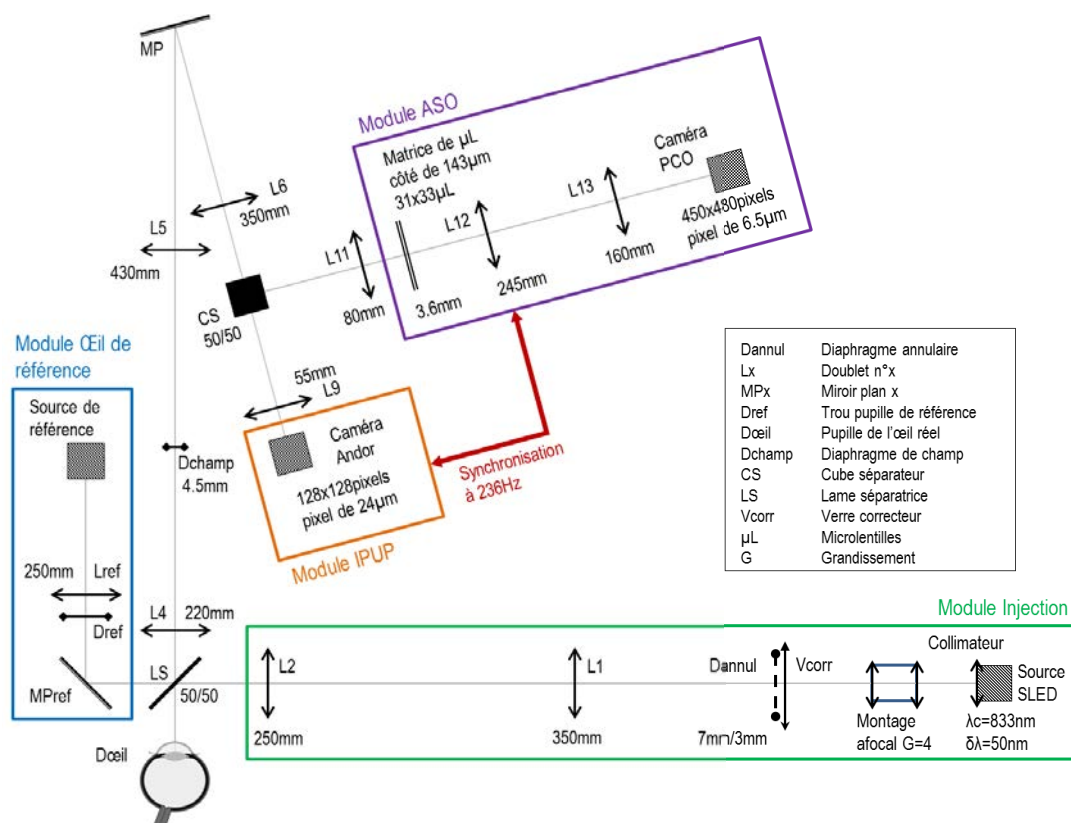 MP
Module ASO
Matrice de µL
côté de 143µm
31x33µL
Caméra
PCO
L6
350mm
L13
L5
L12
450x480pixels
pixel de 6.5µm
430mm
L11
160mm
245mm
CS
50/50
80mm
3.6mm
Module Œil de
référence
55mm
L9
Source de
référence
Caméra
Andor
Dchamp
4.5mm
Synchronisation
à 236Hz
128x128pixels
pixel de 24µm
Module IPUP
Dannul Diaphragme annulaire
Lx Doublet n°x
MPx Miroir plan x
Dref Trou pupille de référence
Dœil Pupille de l'œil réel
Dchamp Diaphragme de champ
CS Cube séparateur
LS Lame séparatrice
Vcorr Verre correcteur
µL Microlentilles
G Grandissement
250mm Lref
L4 220mm
Dref
Module Injection
Collimateur
LS
L2
L1
Dannul
Vcorr
Source
SLED
MPref
50/50
250mm
350mm
7mm/3mm
Montage
afocal G=4
λc=833nm
δλ=50nm
Dœil